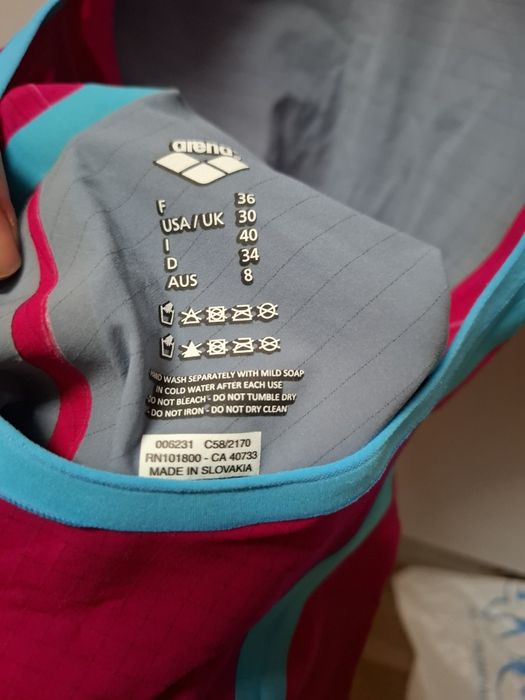 arena
F 36
USA / UK 30
I 40
D 34
AUS 8
HAND WASH SEPARATELY WITH MILD SOAP
IN COLD WATER AFTER EACH USE
DO NOT BLEACH - DO NOT TUMBLE DRY
- DO NOT IRON - DO NOT DRY CLEAN
006231 C58/2170
RN101800 - CA 40733
MADE IN SLOVAKIA